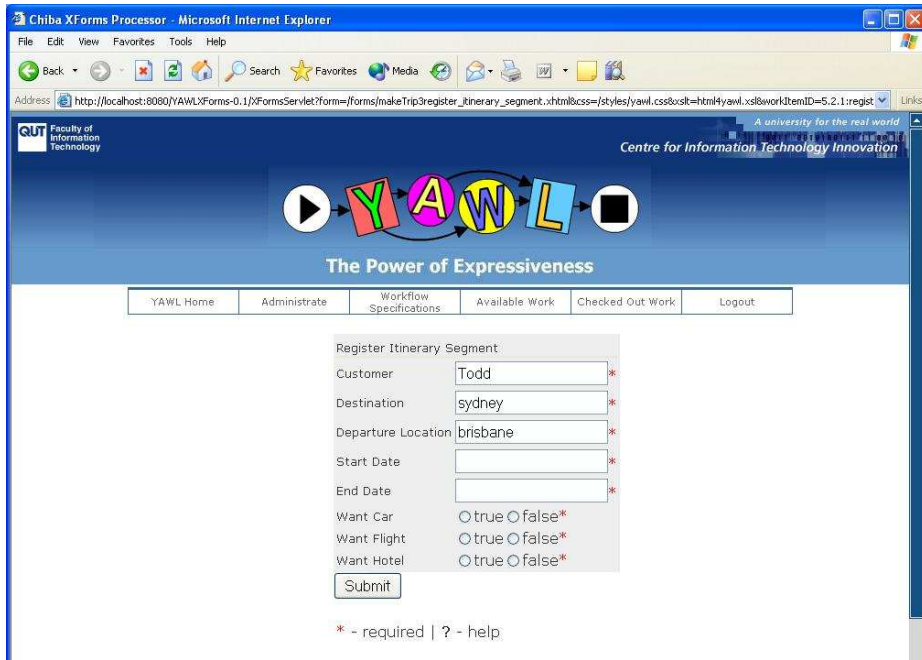 Chiba XForms Processor - Microsoft Internet Explorer
File Edit View Favorites Tools Help
Back Search Favorites Media
Address http://localhost:8080/YAWLXForms-0.1/XFormsServlet?form=/forms/makeTrip3register_itinerary_segment.xhtml&css=/styles/yawl.css&xslt=html4yawl.xsl&workItemID=5.2.1:regist Links
QUT Faculty of
Information
Technology
A university for the real world
Centre for Information Technology Innovation
YAWL
The Power of Expressiveness
YAWL Home Administrate Workflow Specifications Available Work Checked Out Work Logout
Register Itinerary Segment
Customer Todd *
Destination sydney *
Departure Location brisbane *
Start Date *
End Date *
Want Car true false*
Want Flight true false*
Want Hotel true false*
Submit
* - required | ? - help